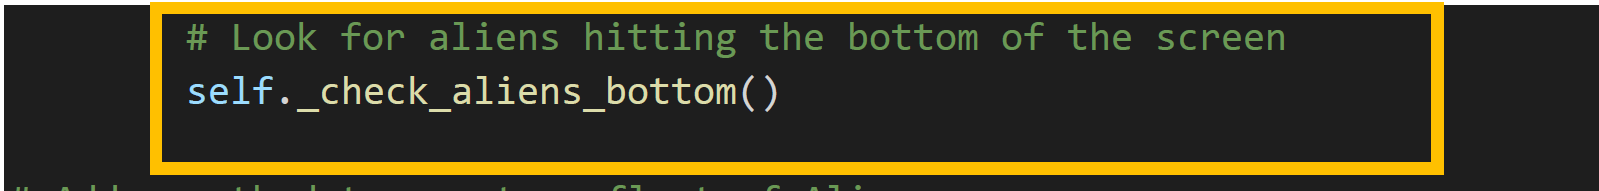 # Look for aliens hitting the bottom of the screen
self._check_aliens_bottom()